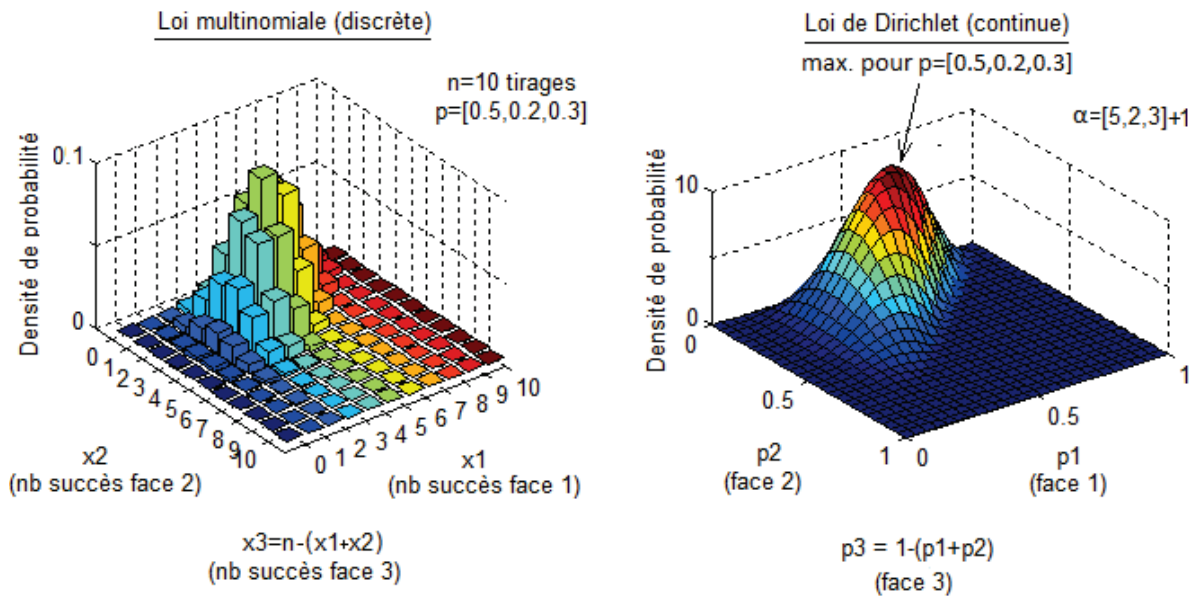 Loi multinomiale (discrète)
n=10 tirages
p=[0.5,0.2,0.3]
Densité de probabilité
0.1
0
0
1
2
3
4
5
6
7
8
9
10
x2
(nb succès face 2)
0
1
2
3
4
5
6
7
8
9
10
x1
(nb succès face 1)
x3=n-(x1+x2)
(nb succès face 3)
Loi de Dirichlet (continue)
max. pour p=[0.5,0.2,0.3]
α=[5,2,3]+1
Densité de probabilité
10
0
0
0.5
1
p2
(face 2)
0
0.5
1
p1
(face 1)
p3 = 1-(p1+p2)
(face 3)